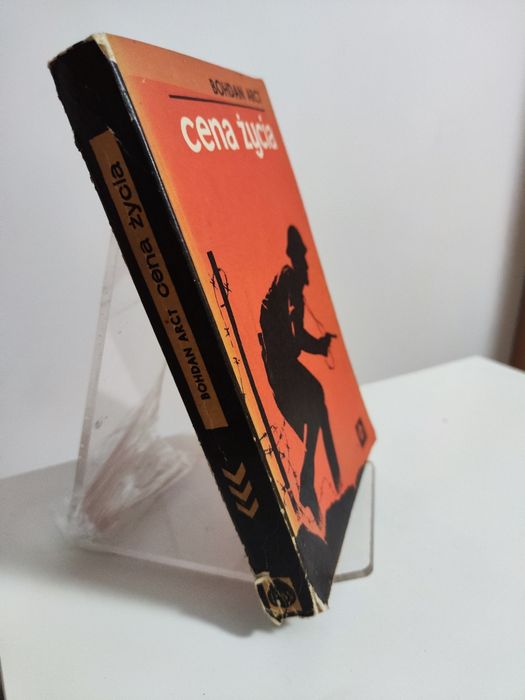 BOHDAN ARCT
cena życia
BOHDAN ARCT cena życia